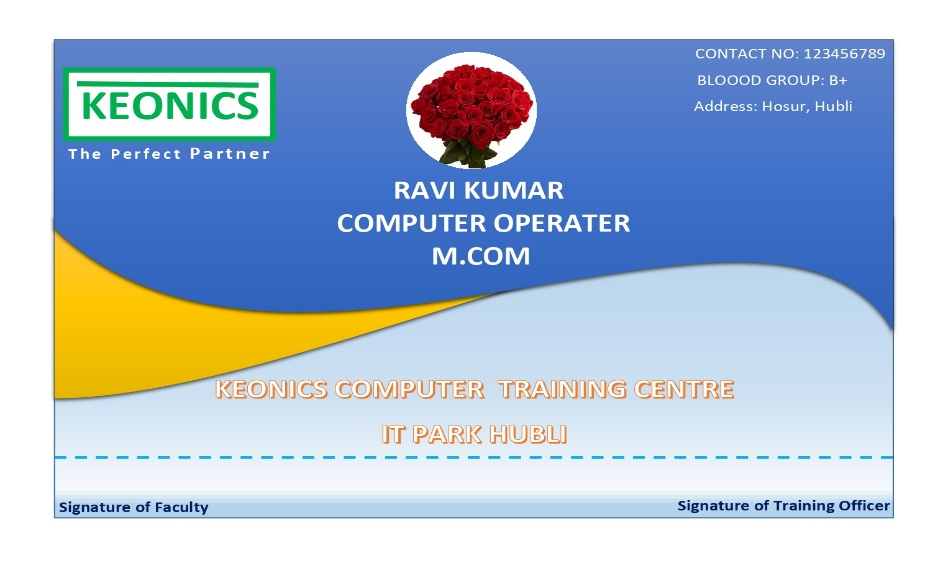 KEONICS
The Perfect Partner
CONTACT NO: 123456789
BLOOOD GROUP: B+
Address: Hosur, Hubli
RAVI KUMAR
COMPUTER OPERATER
M.COM
KEONICS COMPUTER TRAINING CENTRE
IT PARK HUBLI
Signature of Faculty
Signature of Training Officer